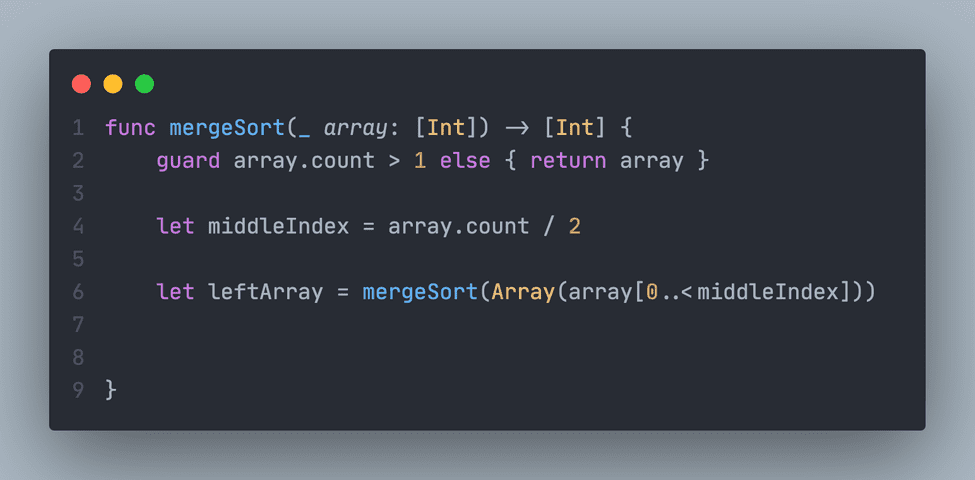 1 func mergeSort(_ array: [Int]) -> [Int] {
2     guard array.count > 1 else { return array }
3
4     let middleIndex = array.count / 2
5
6     let leftArray = mergeSort(Array(array[0..<middleIndex]))
7
8
9 }